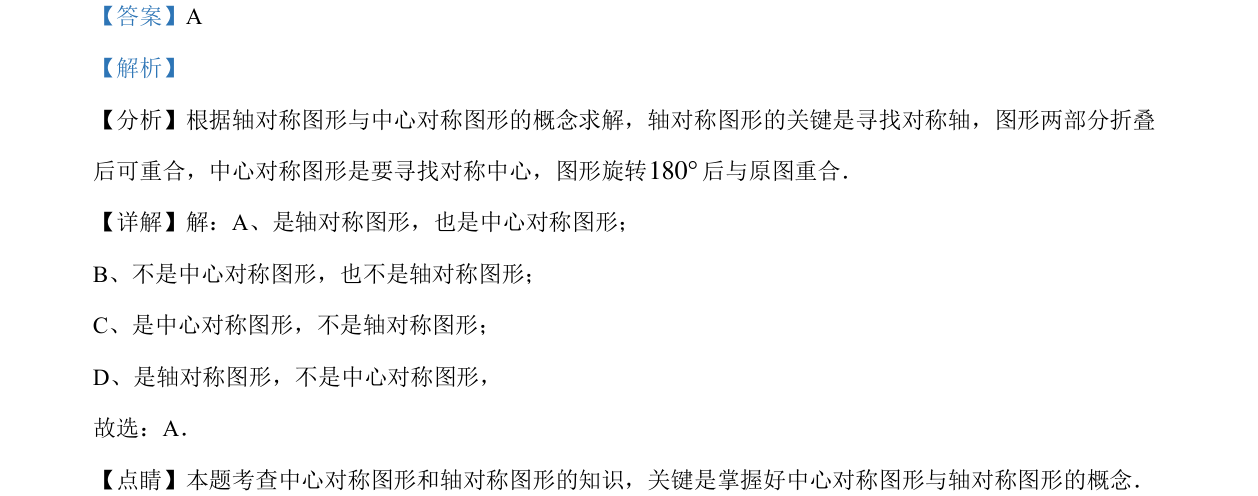 【答案】A
【解析】
【分析】根据轴对称图形与中心对称图形的概念求解，轴对称图形的关键是寻找对称轴，图形两部分折叠
后可重合，中心对称图形是要寻找对称中心，图形旋转180°后与原图重合．
【详解】解：A、是轴对称图形，也是中心对称图形；
B、不是中心对称图形，也不是轴对称图形；
C、是中心对称图形，不是轴对称图形；
D、是轴对称图形，不是中心对称图形，
故选：A．
【点睛】本题考查中心对称图形和轴对称图形的知识，关键是掌握好中心对称图形与轴对称图形的概念．